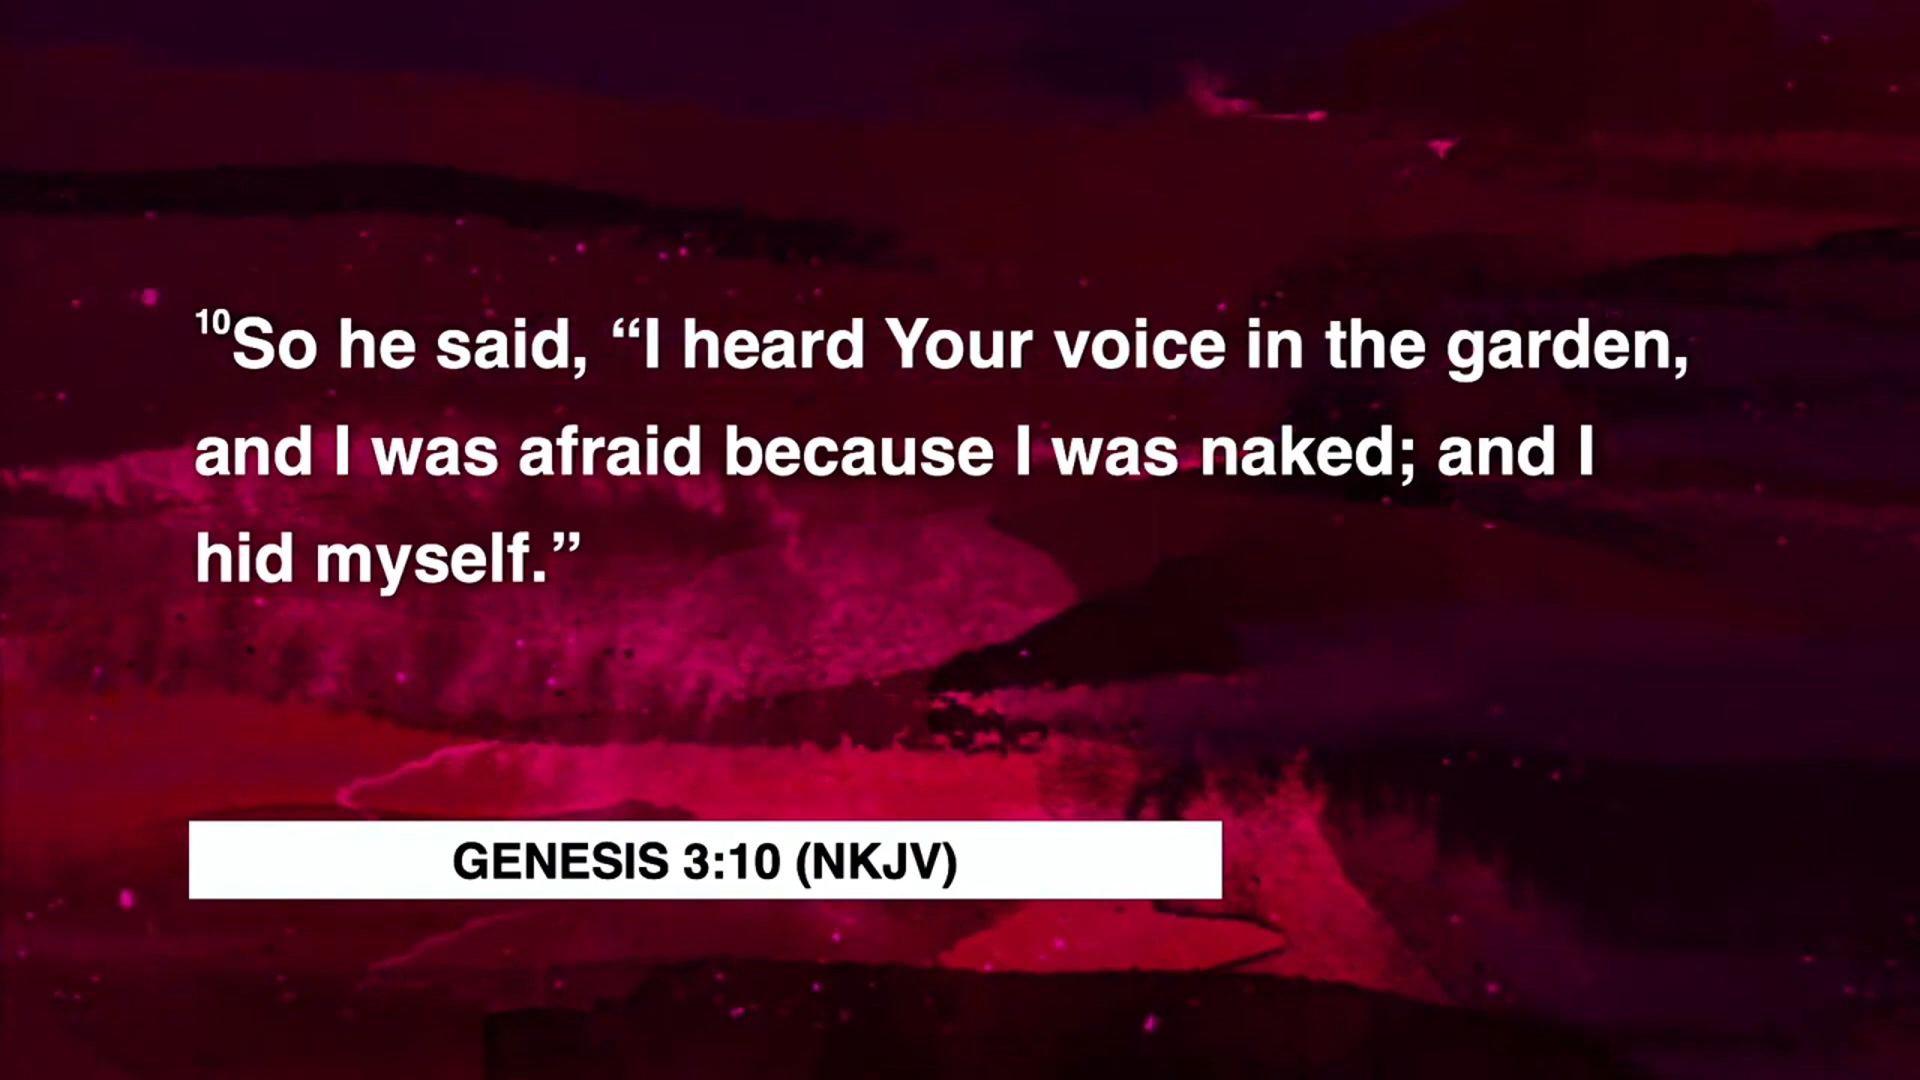 10So he said, “I heard Your voice in the garden,
and I was afraid because I was naked; and I
hid myself.”
GENESIS 3:10 (NKJV)